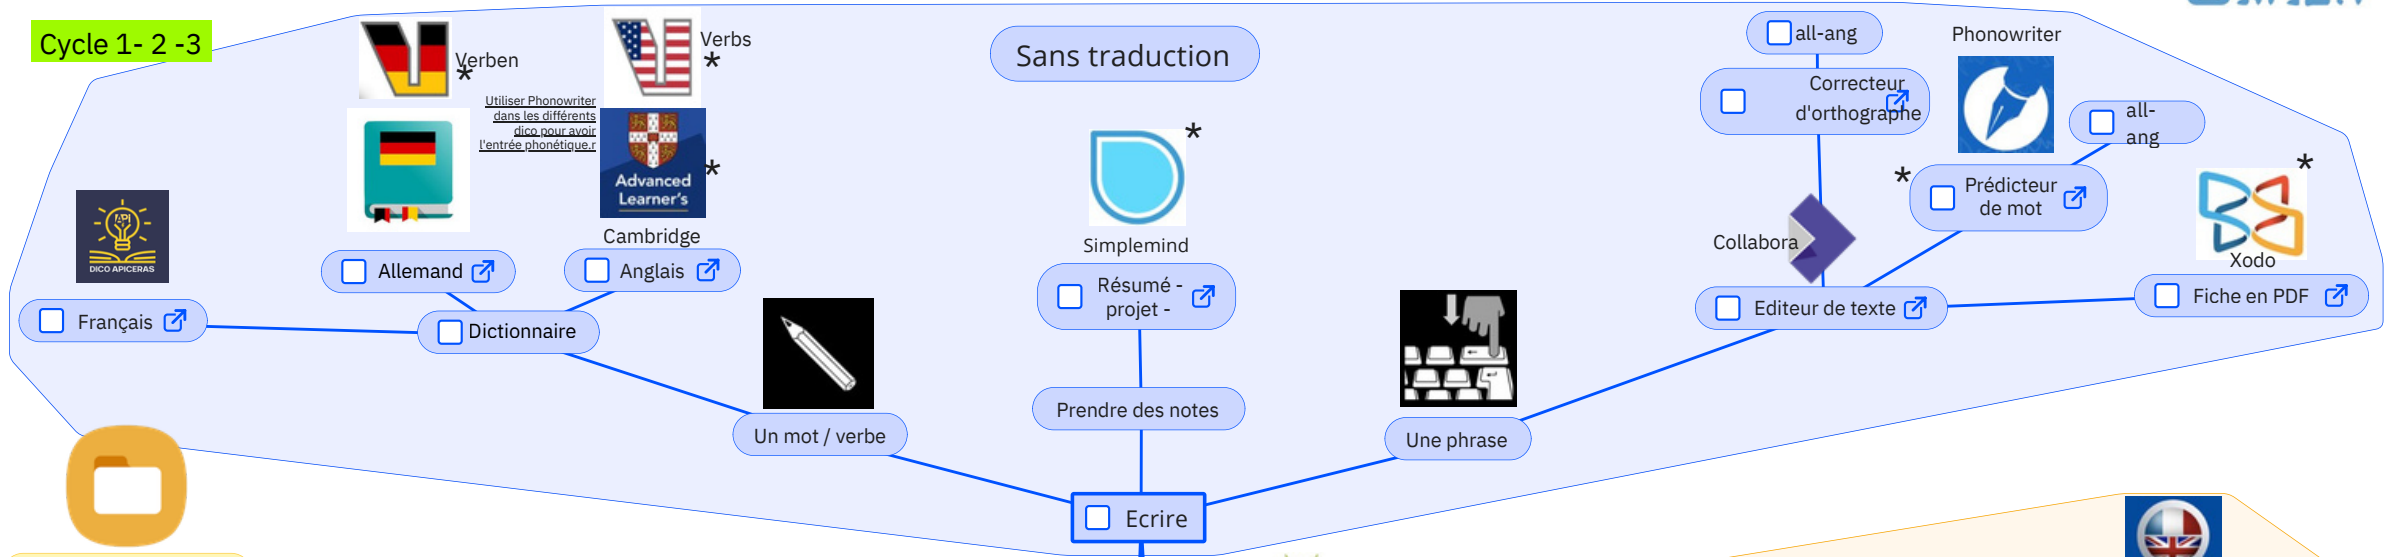 Cycle 1- 2 -3
Verben
*
Verbs
*
Utiliser Phonowriter
dans les différents
dico pour avoir
l'entrée phonétique.r
Advanced
Learner's
*
Cambridge
API
DICO APICERAS
Allemand
Anglais
Français
Dictionnaire
Un mot / verbe
Sans traduction
*
Simplemind
Résumé -
projet -
Prendre des notes
Ecrire
Une phrase
all-ang
Correcteur
d'orthographe
Phonowriter
all-
ang
*
Prédicteur
de mot
Collabora
*
Xodo
Editeur de texte
Fiche en PDF